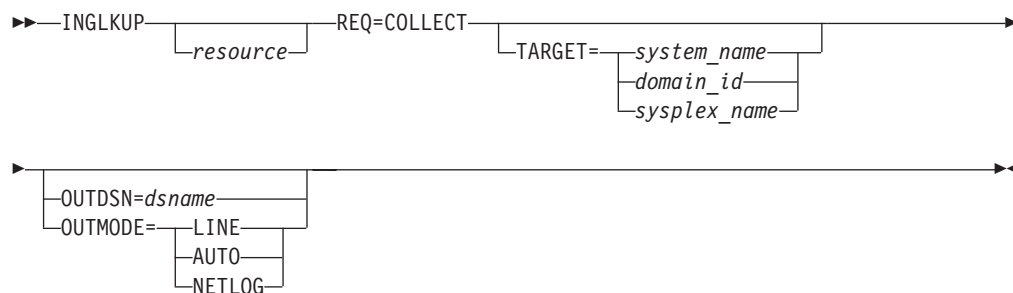 INGLKUP REQ=COLLECT
resource
TARGET= system_name
domain_id
sysplex_name
OUTDSN=dsname
OUTMODE= LINE
AUTO
NETLOG